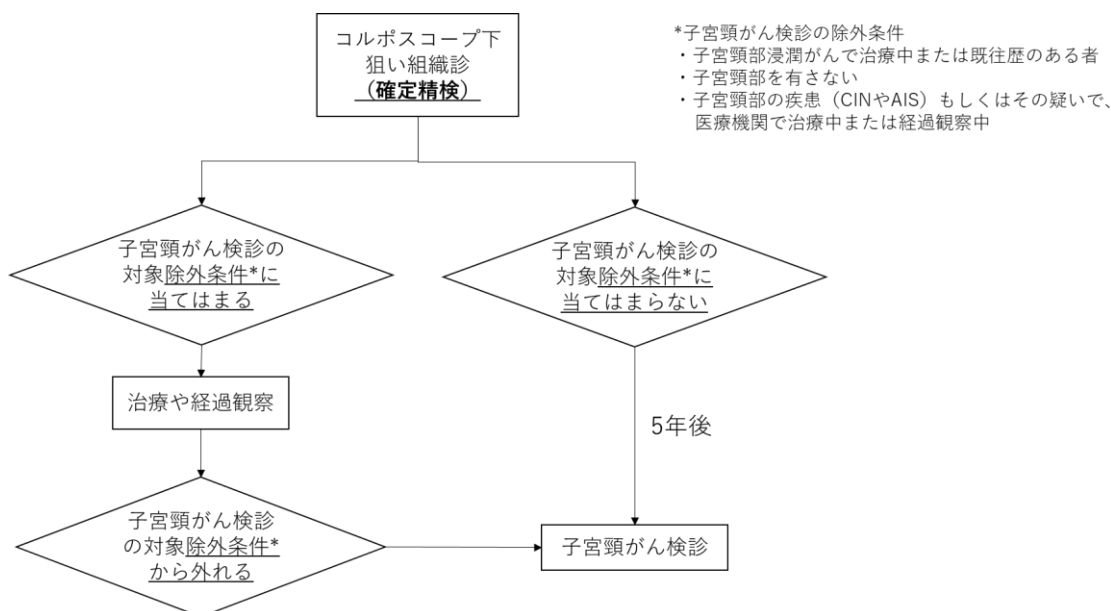 コルポスコープ下
狙い組織診
（確定精検）
*子宮頸がん検診の除外条件
・子宮頸部浸潤がんで治療中または既往歴のある者
・子宮頸部を有さない
・子宮頸部の疾患（CINやAIS）もしくはその疑いで、
医療機関で治療中または経過観察中
子宮頸がん検診の
対象除外条件*に
当てはまる
子宮頸がん検診の
対象除外条件*に
当てはまらない
治療や経過観察
5年後
子宮頸がん検診
の対象除外条件*
から外れる
子宮頸がん検診